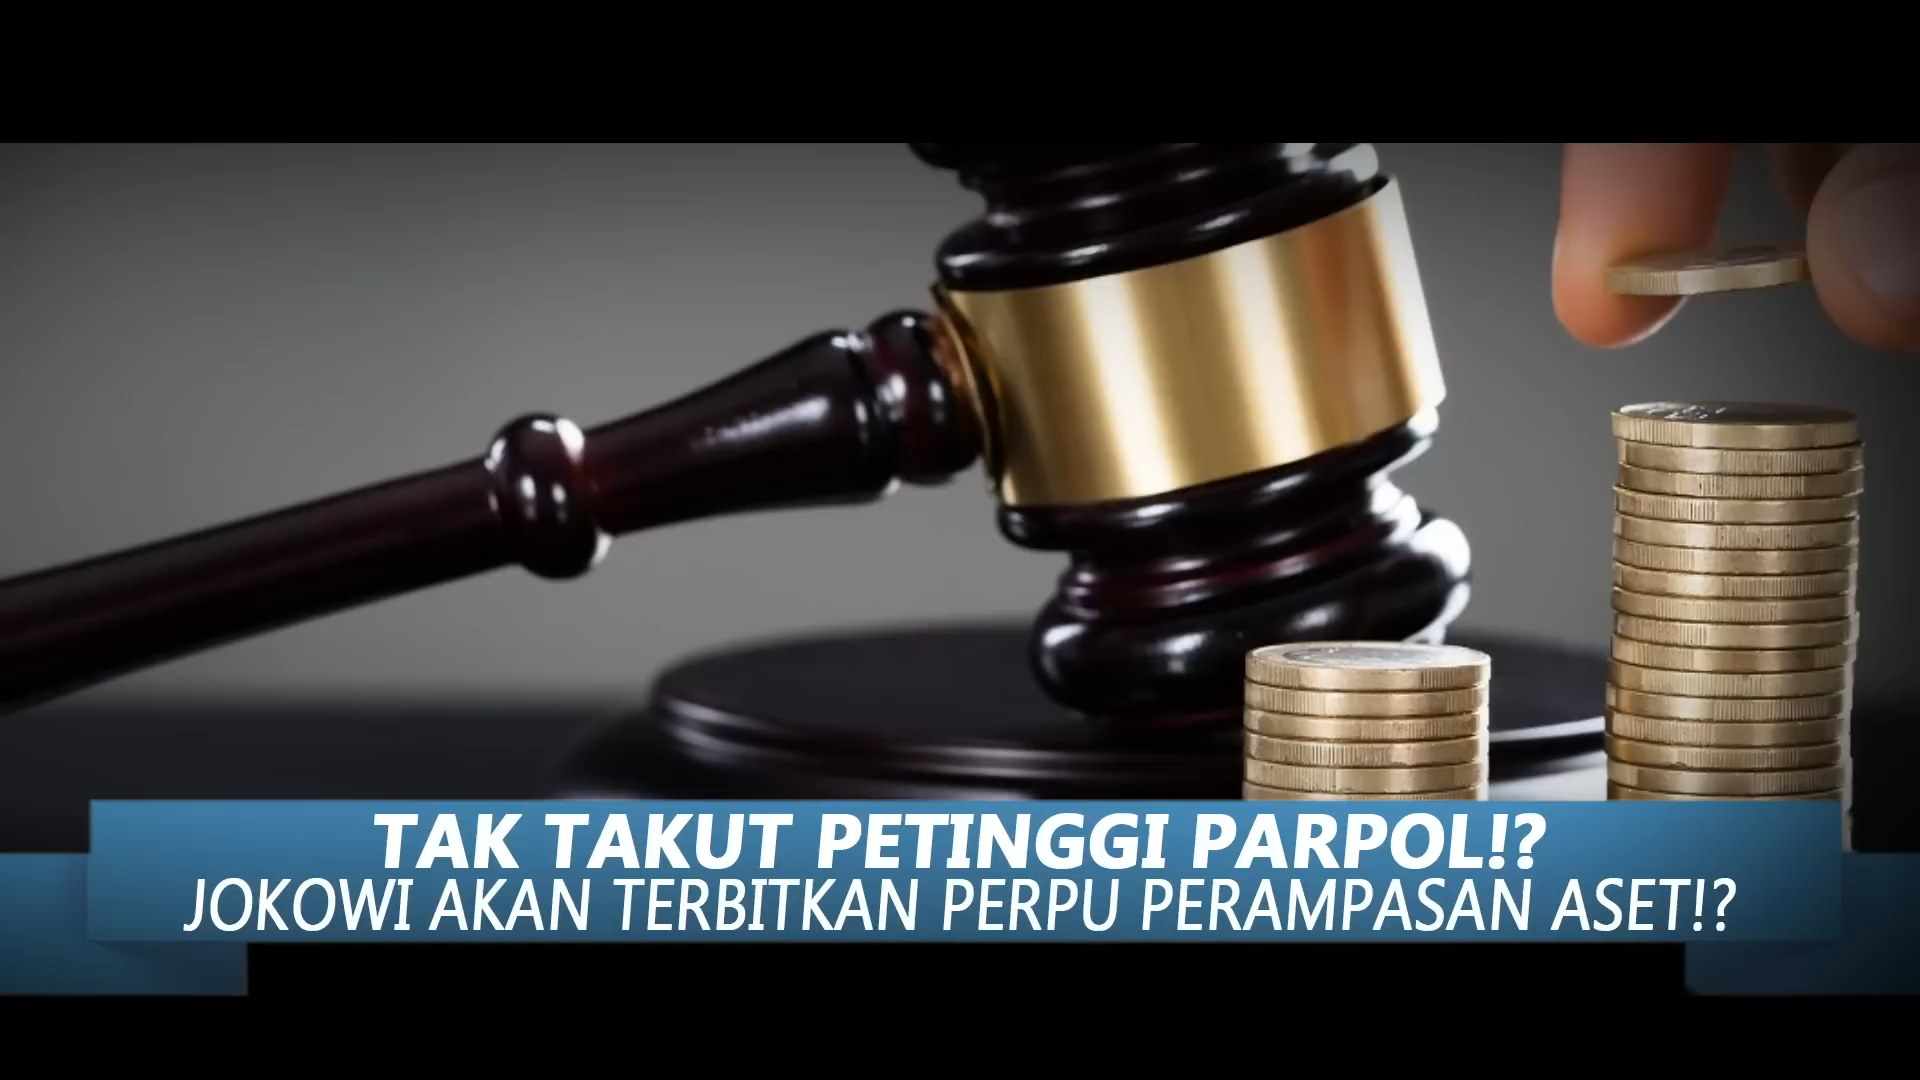 TAK TAKUT PETINGGI PARPOL!?
JOKOWI AKAN TERBITKAN PERPU PERAMPASAN ASET!?